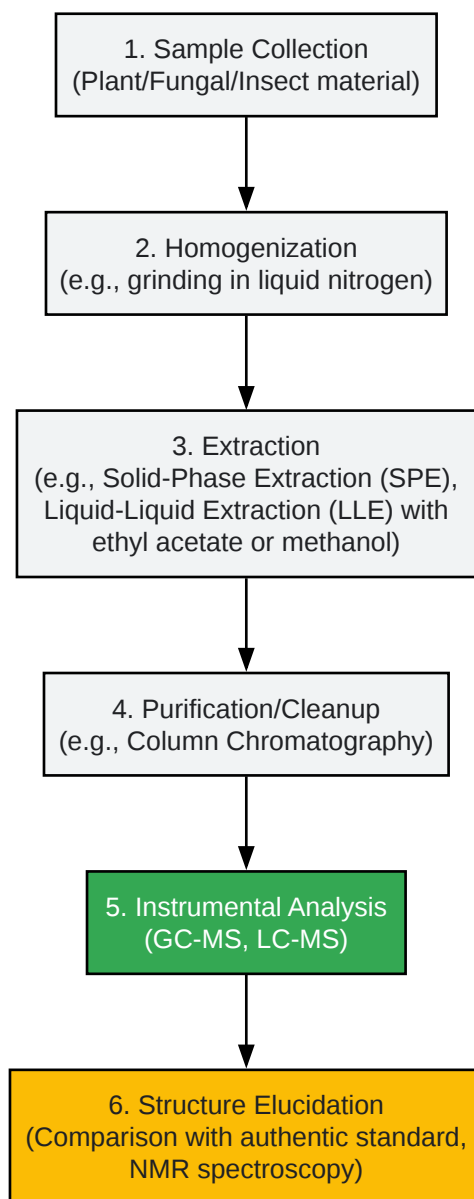 1. Sample Collection
(Plant/Fungal/Insect material)
2. Homogenization
(e.g., grinding in liquid nitrogen)
3. Extraction
(e.g., Solid-Phase Extraction (SPE),
Liquid-Liquid Extraction (LLE) with
ethyl acetate or methanol)
4. Purification/Cleanup
(e.g., Column Chromatography)
5. Instrumental Analysis
(GC-MS, LC-MS)
6. Structure Elucidation
(Comparison with authentic standard,
NMR spectroscopy)